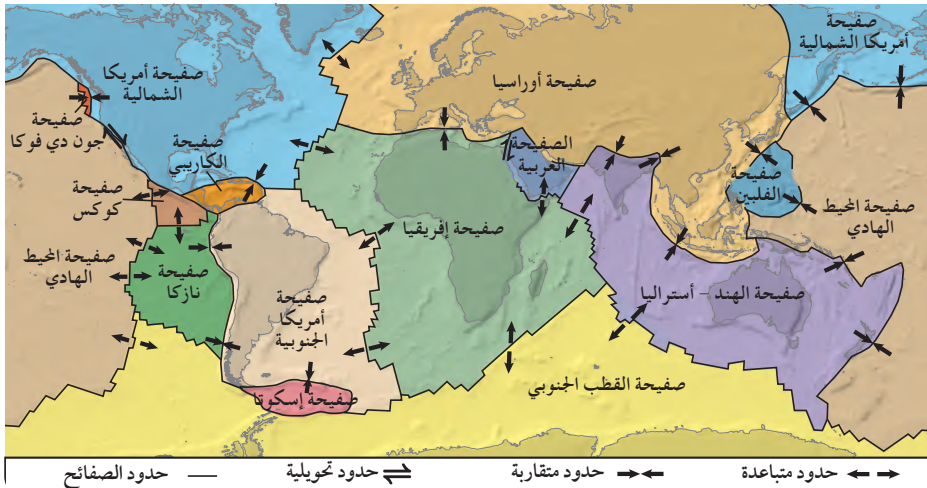 صفيحة
أمريكا الشمالية
صفيحة أمريكا
الشمالية
صفيحة أوراسيا
صفيحة
جون دي فوكا
صفيحة
الكاريبي
الصفيحة
العربية
صفيحة
الفلبين
صفيحة
كوكس
صفيحة المحيط
الهادي
صفيحة إفريقيا
صفيحة المحيط
الهادي
صفيحة
نازكا
صفيحة
أمريكا
الجنوبية
صفيحة الهند – أستراليا
صفيحة القطب الجنوبي
صفيحة إسكوتا
حدود متباعدة
حدود متقاربة
حدود تحويلية
حدود الصفائح